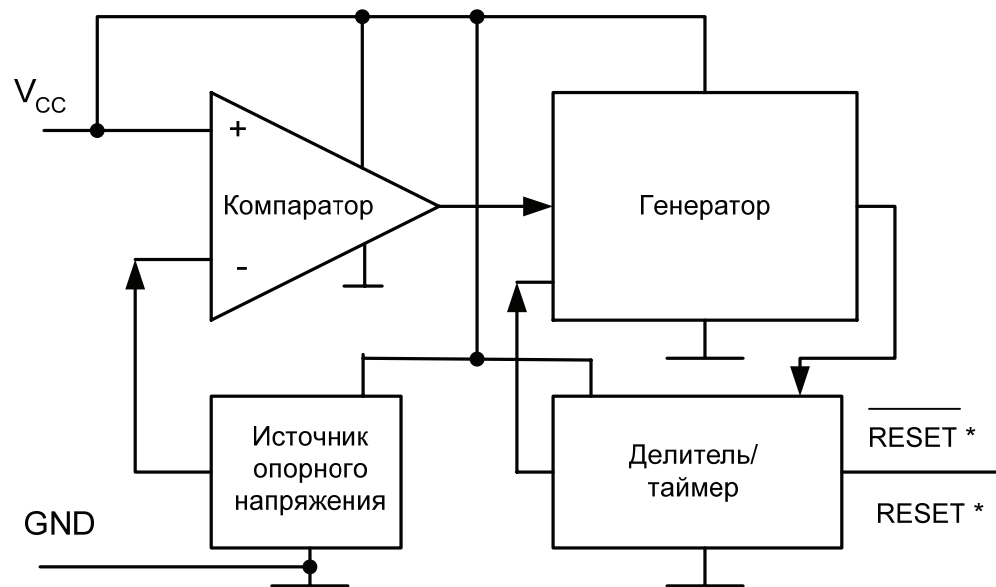 V_CC
+
Компаратор
-
Генератор
Источник
опорного
напряжения
Делитель/
таймер
RESET *
RESET *
GND